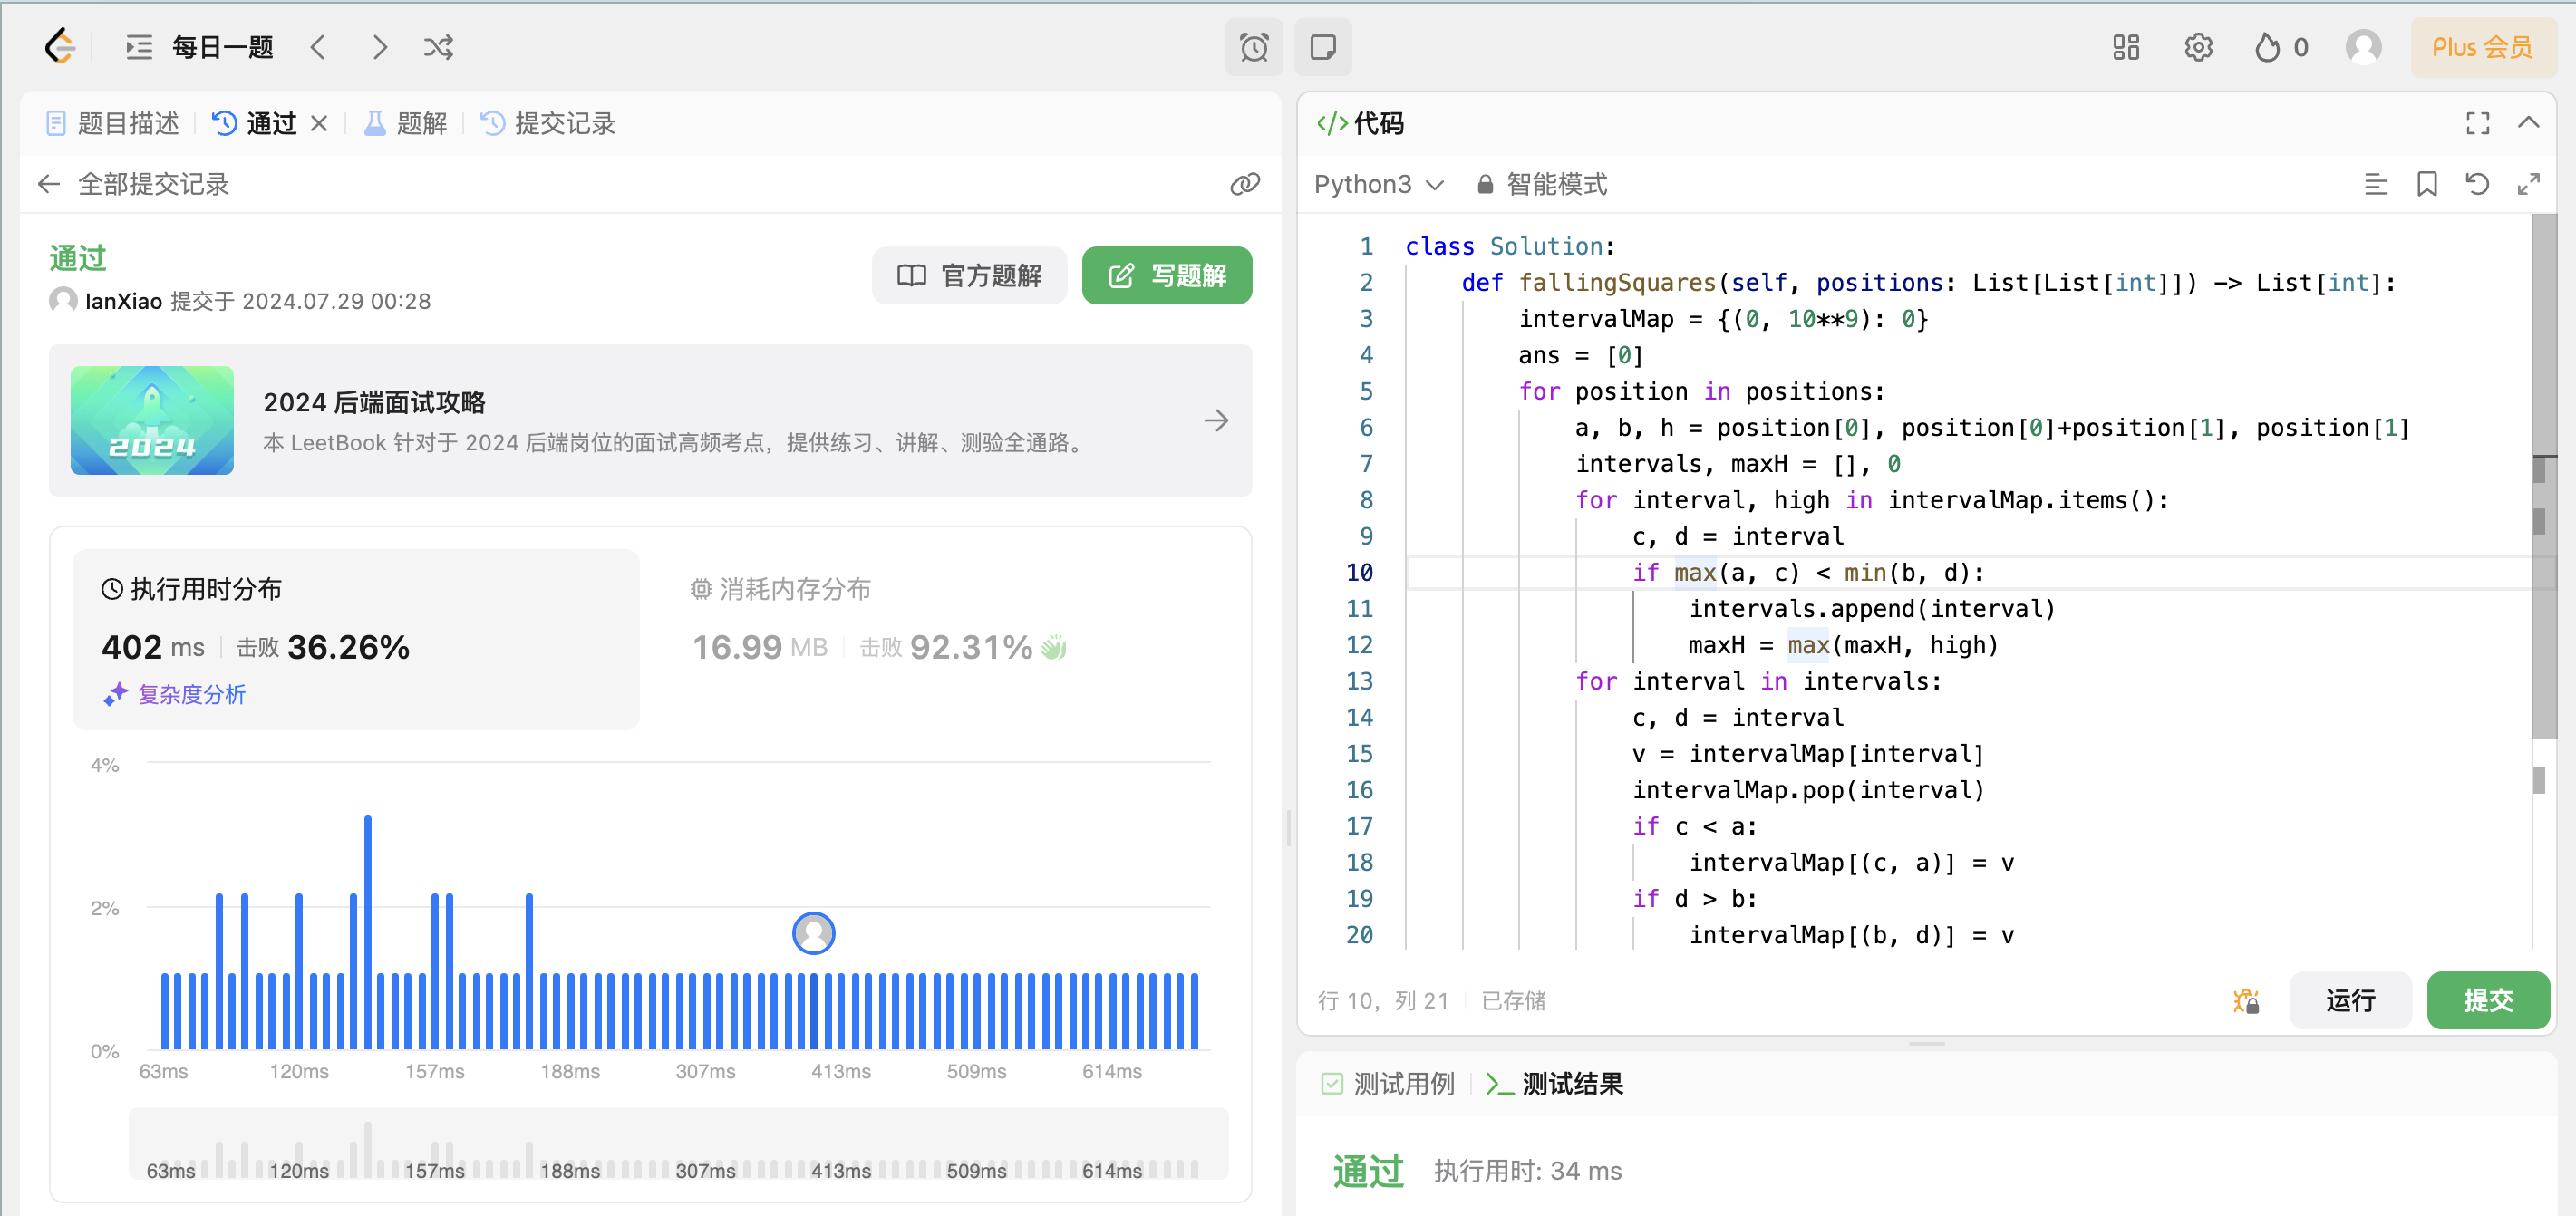 每日一题
0
Plus 会员
题目描述
通过
题解
提交记录
全部提交记录
通过
IanXiao 提交于 2024.07.29 00:28
官方题解
写题解
2024
2024 后端面试攻略
本 LeetBook 针对于 2024 后端岗位的面试高频考点，提供练习、讲解、测验全通路。
执行用时分布
402 ms 击败 36.26%
复杂度分析
消耗内存分布
16.99 MB 击败 92.31%
4%
2%
0%
63ms 120ms 157ms 188ms 307ms 413ms 509ms 614ms
63ms 120ms 157ms 188ms 307ms 413ms 509ms 614ms
</> 代码
Python3 智能模式
1 class Solution:
2 def fallingSquares(self, positions: List[List[int]]) -> List[int]:
3 intervalMap = {(0, 10**9): 0}
4 ans = [0]
5 for position in positions:
6 a, b, h = position[0], position[0]+position[1], position[1]
7 intervals, maxH = [], 0
8 for interval, high in intervalMap.items():
9 c, d = interval
10 if max(a, c) < min(b, d):
11 intervals.append(interval)
12 maxH = max(maxH, high)
13 for interval in intervals:
14 c, d = interval
15 v = intervalMap[interval]
16 intervalMap.pop(interval)
17 if c < a:
18 intervalMap[(c, a)] = v
19 if d > b:
20 intervalMap[(b, d)] = v
行 10, 列 21 已存储
运行
提交
测试用例
测试结果
通过 执行用时: 34 ms